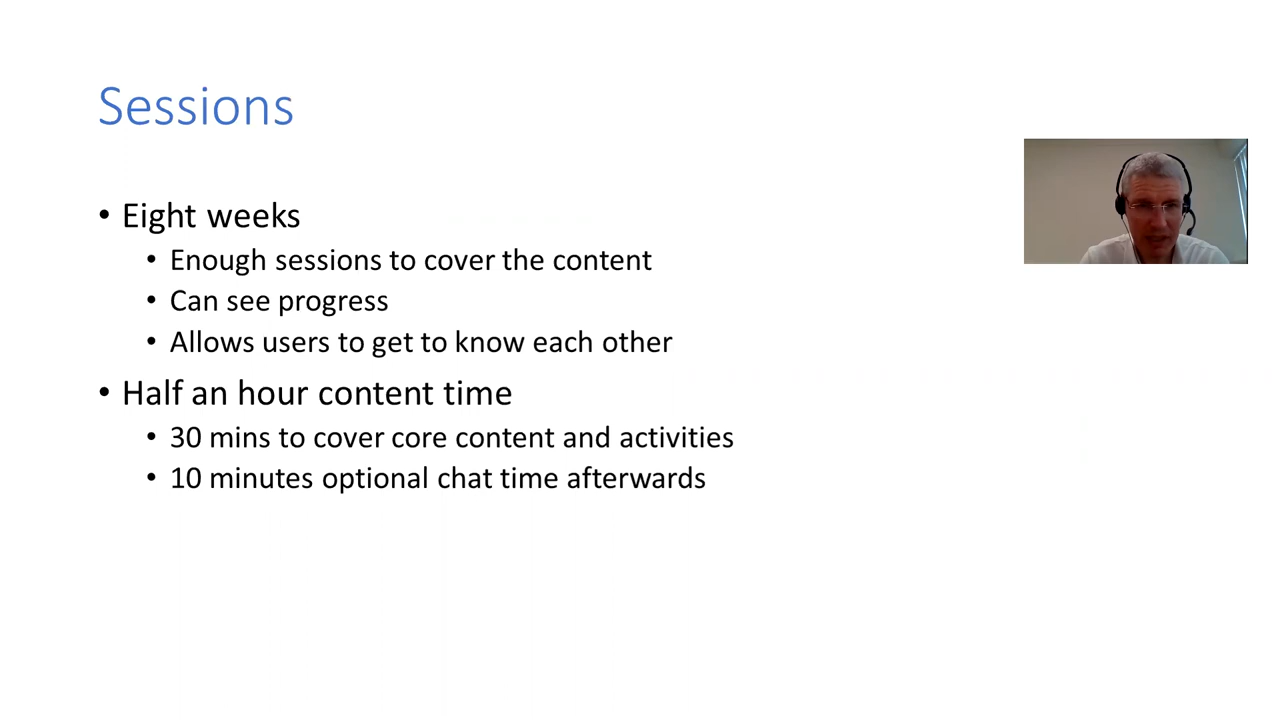 Sessions
• Eight weeks
• Enough sessions to cover the content
• Can see progress
• Allows users to get to know each other
• Half an hour content time
• 30 mins to cover core content and activities
• 10 minutes optional chat time afterwards